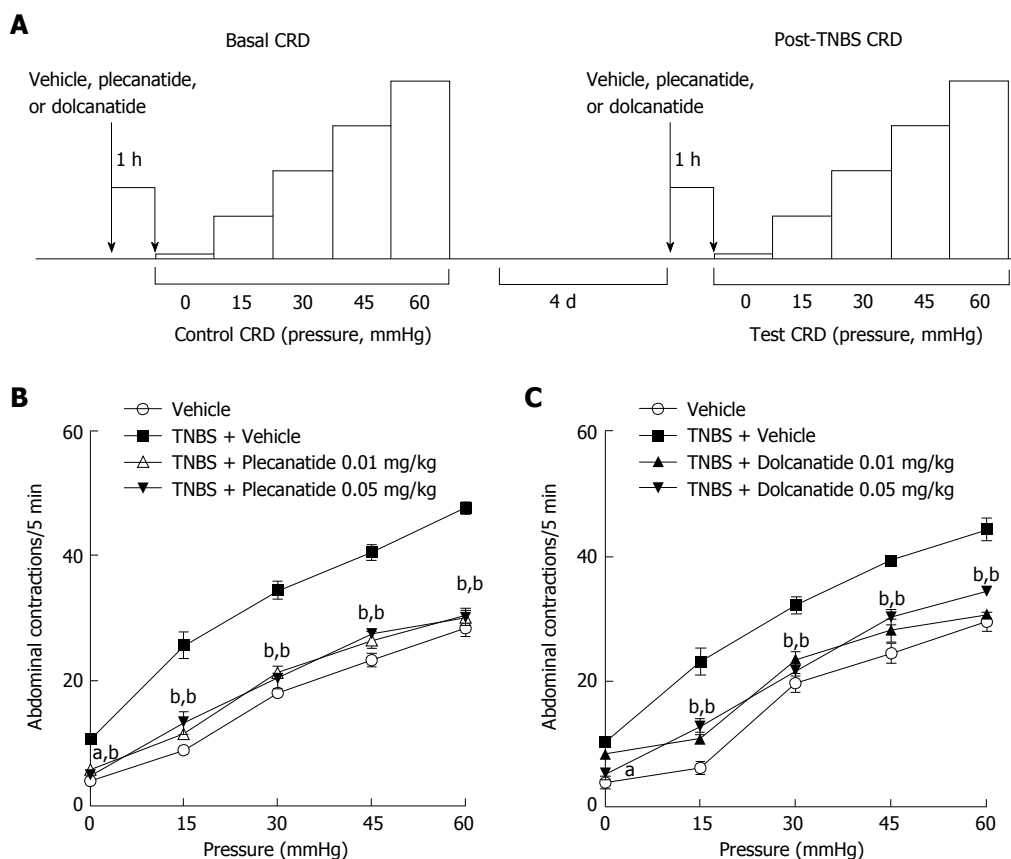 A
Basal CRD
Post-TNBS CRD
Vehicle, plecanatide,
or dolcanatide
Vehicle, plecanatide,
or dolcanatide
1 h
1 h
0 15 30 45 60
4 d
0 15 30 45 60
Control CRD (pressure, mmHg)
Test CRD (pressure, mmHg)
B
Vehicle
TNBS + Vehicle
TNBS + Plecanatide 0.01 mg/kg
TNBS + Plecanatide 0.05 mg/kg
Abdominal contractions/5 min
60
40
20
0
a,b
b,b
b,b
b,b
b,b
0 15 30 45 60
Pressure (mmHg)
C
Vehicle
TNBS + Vehicle
TNBS + Dolcanatide 0.01 mg/kg
TNBS + Dolcanatide 0.05 mg/kg
Abdominal contractions/5 min
60
40
20
0
a
b,b
b,b
b,b
b,b
0 15 30 45 60
Pressure (mmHg)